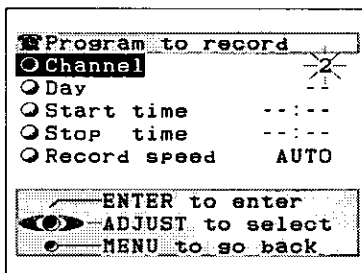 Program to record
Channel 2
Day --
Start time --:--
Stop time --:--
Record speed AUTO
ENTER to enter
ADJUST to select
MENU to go back